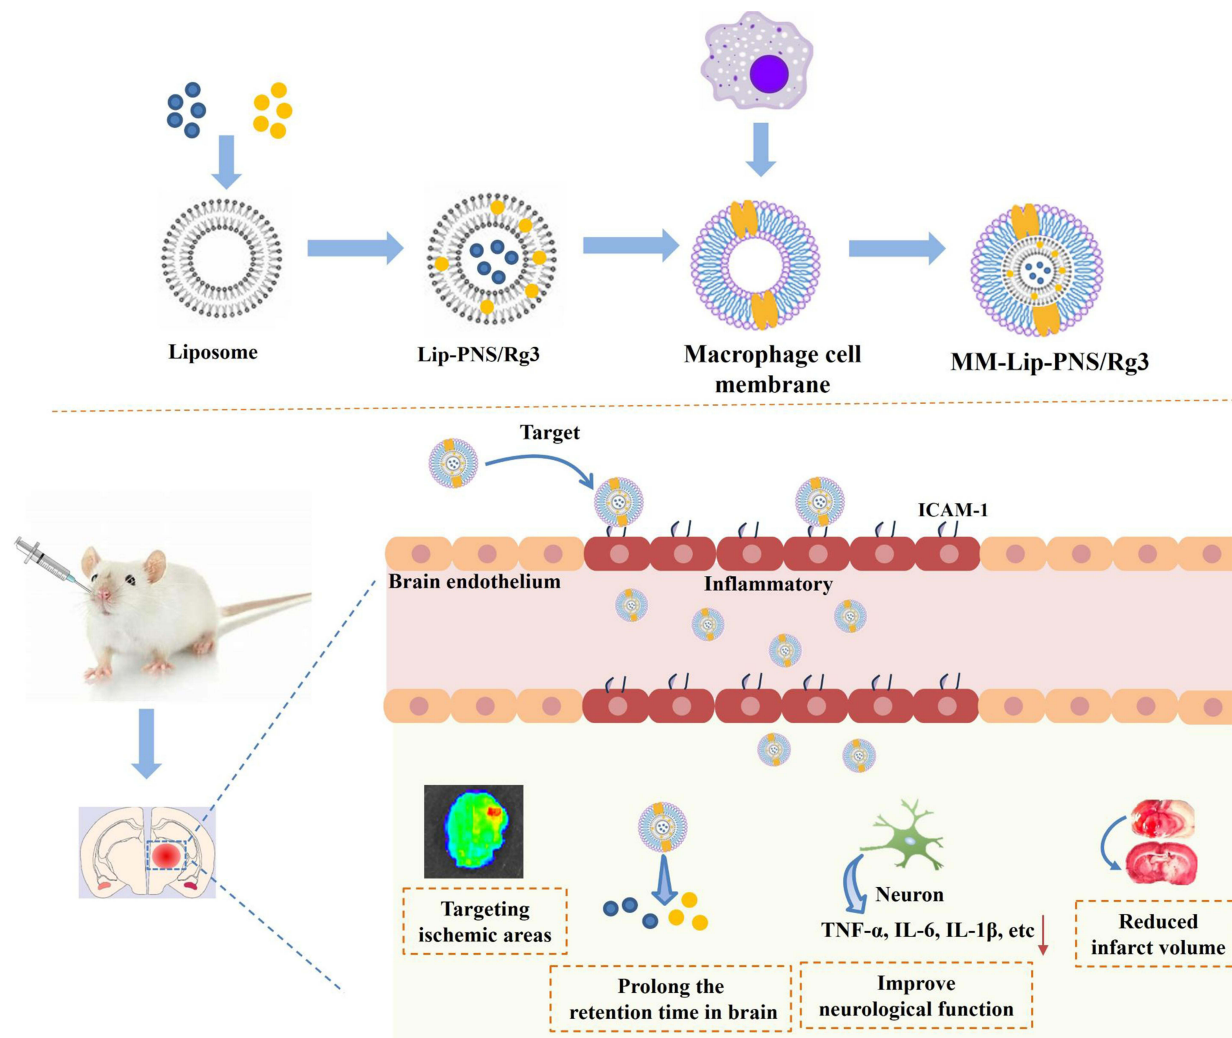 Liposome
Lip-PNS/Rg3
Macrophage cell
membrane
MM-Lip-PNS/Rg3
Target
ICAM-1
Brain endothelium
Inflammatory
Targeting
ischemic areas
Prolong the
retention time in brain
Neuron
TNF-α, IL-6, IL-1β, etc
Improve
neurological function
Reduced
infarct volume